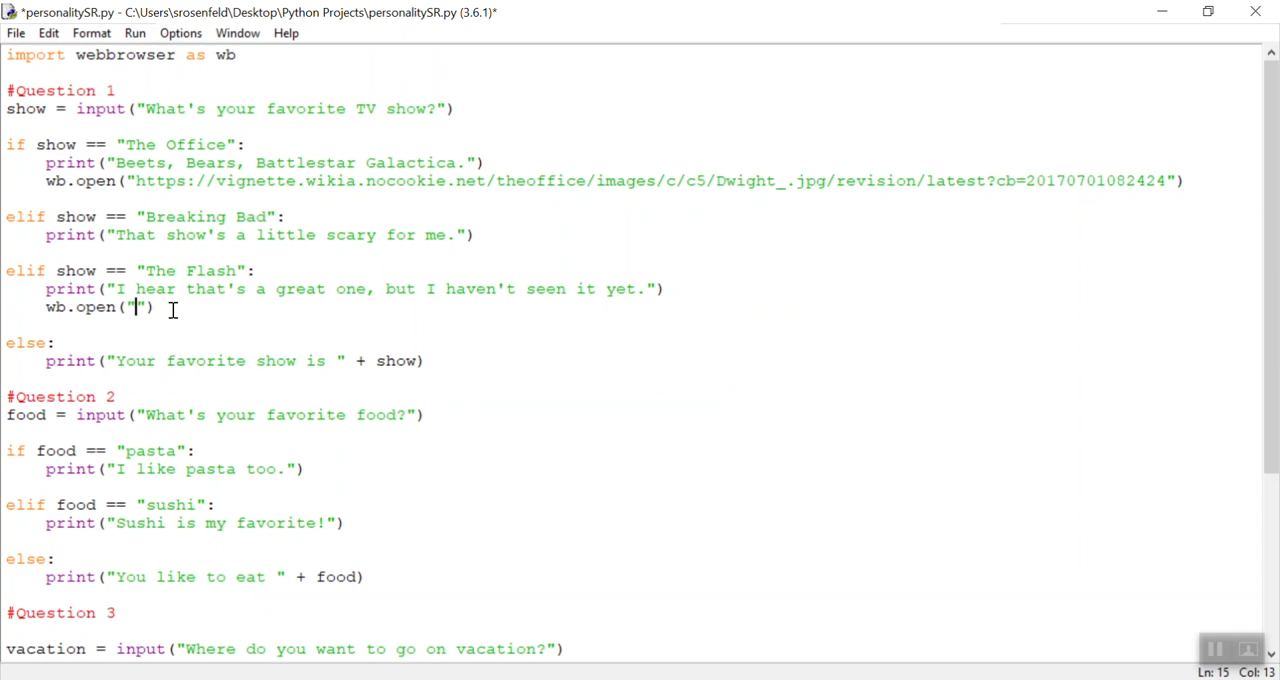 *personalitySR.py - C:\Users\srosenfeld\Desktop\Python Projects\personalitySR.py (3.6.1)*
File Edit Format Run Options Window Help
import webbrowser as wb
#Question 1
show = input("What's your favorite TV show?")
if show == "The Office":
    print("Beets, Bears, Battlestar Galactica.")
    wb.open("https://vignette.wikia.nocookie.net/theoffice/images/c/c5/Dwight_.jpg/revision/latest?cb=20170701082424")
elif show == "Breaking Bad":
    print("That show's a little scary for me.")
elif show == "The Flash":
    print("I hear that's a great one, but I haven't seen it yet.")
    wb.open("")
else:
    print("Your favorite show is " + show)
#Question 2
food = input("What's your favorite food?")
if food == "pasta":
    print("I like pasta too.")
elif food == "sushi":
    print("Sushi is my favorite!")
else:
    print("You like to eat " + food)
#Question 3
vacation = input("Where do you want to go on vacation?")
Ln: 15 Col: 13